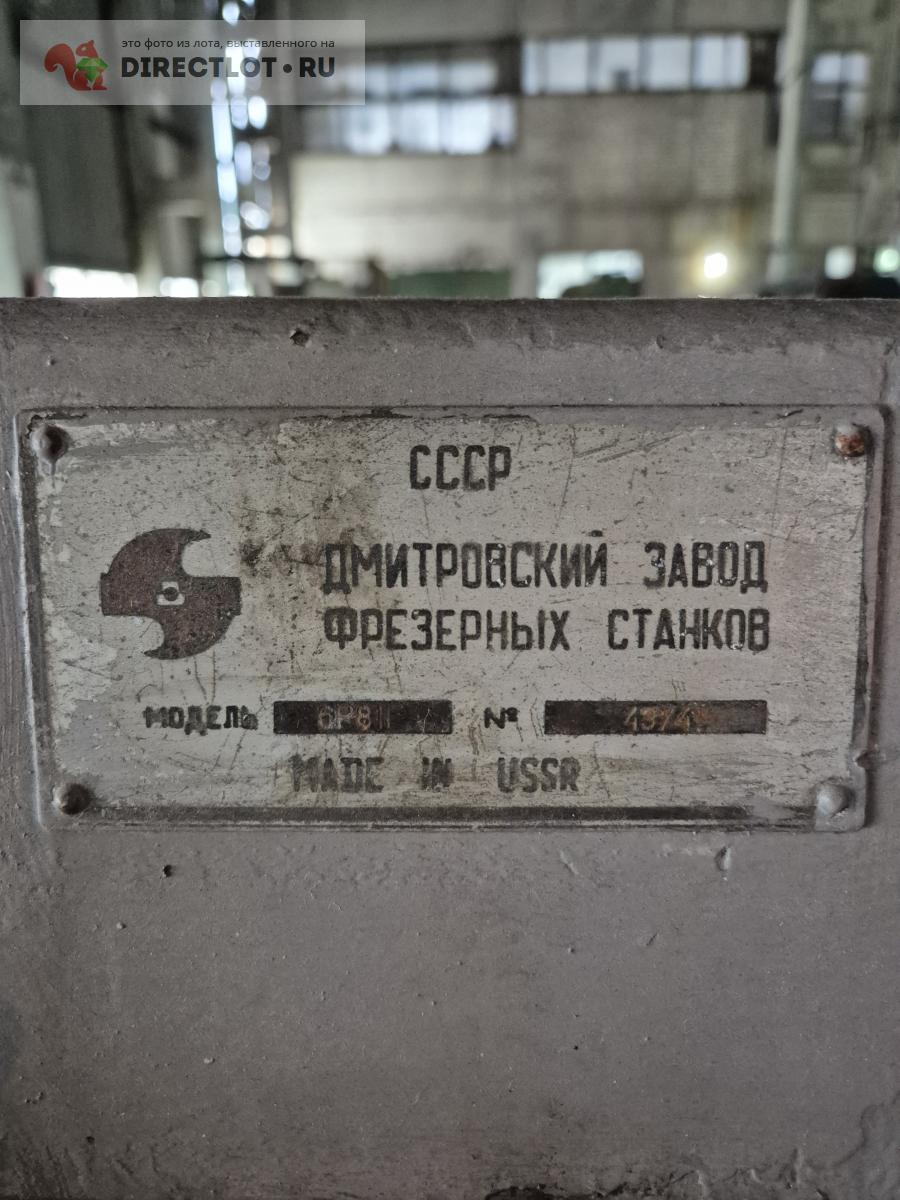 это фото из лота, выставленного на
DIRECTLOT•RU
СССР
ДМИТРОВСКИЙ ЗАВОД
ФРЕЗЕРНЫХ СТАНКОВ
МОДЕЛЬ №
MADE IN USSR